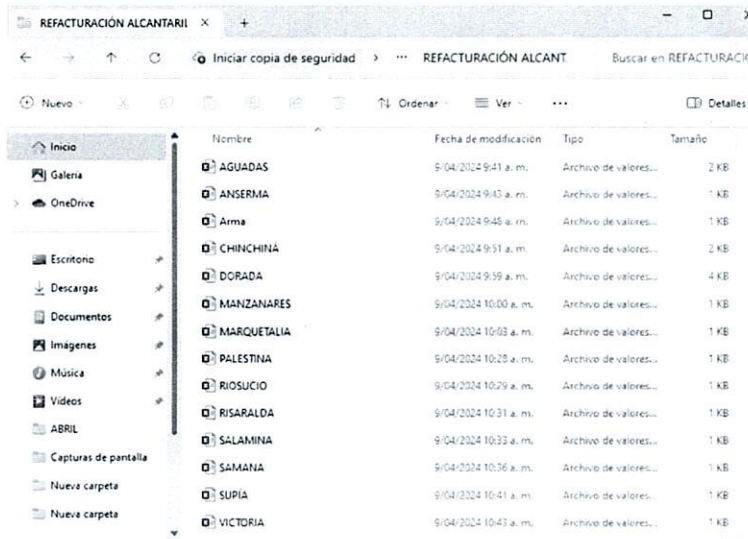 REFACTURACIÓN ALCANTARIL × +
Iniciar copia de seguridad > ... REFACTURACIÓN ALCANT Buscar en REFACTURACIÓ
Nuevo Ordenar Ver ... Detalles
Inicio
Galería
OneDrive
Escritorio
Descargas
Documentos
Imágenes
Música
Vídeos
ABRIL
Capturas de pantalla
Nueva carpeta
Nueva carpeta
Nombre Fecha de modificación Tipo Tamaño
AGUADAS 9/04/2024 9:41 a. m. Archivo de valores... 2 KB
ANSERMA 9/04/2024 9:43 a. m. Archivo de valores... 1 KB
Arma 9/04/2024 9:48 a. m. Archivo de valores... 1 KB
CHINCHINÁ 9/04/2024 9:51 a. m. Archivo de valores... 2 KB
DORADA 9/04/2024 9:59 a. m. Archivo de valores... 4 KB
MANZANARES 9/04/2024 10:00 a. m. Archivo de valores... 1 KB
MARQUETALIA 9/04/2024 10:03 a. m. Archivo de valores... 1 KB
PALESTINA 9/04/2024 10:28 a. m. Archivo de valores... 1 KB
RIOSUCIO 9/04/2024 10:29 a. m. Archivo de valores... 1 KB
RISARALDA 9/04/2024 10:31 a. m. Archivo de valores... 1 KB
SALAMINA 9/04/2024 10:33 a. m. Archivo de valores... 1 KB
SAMANA 9/04/2024 10:36 a. m. Archivo de valores... 1 KB
SUPÍA 9/04/2024 10:41 a. m. Archivo de valores... 1 KB
VICTORIA 9/04/2024 10:43 a. m. Archivo de valores... 1 KB